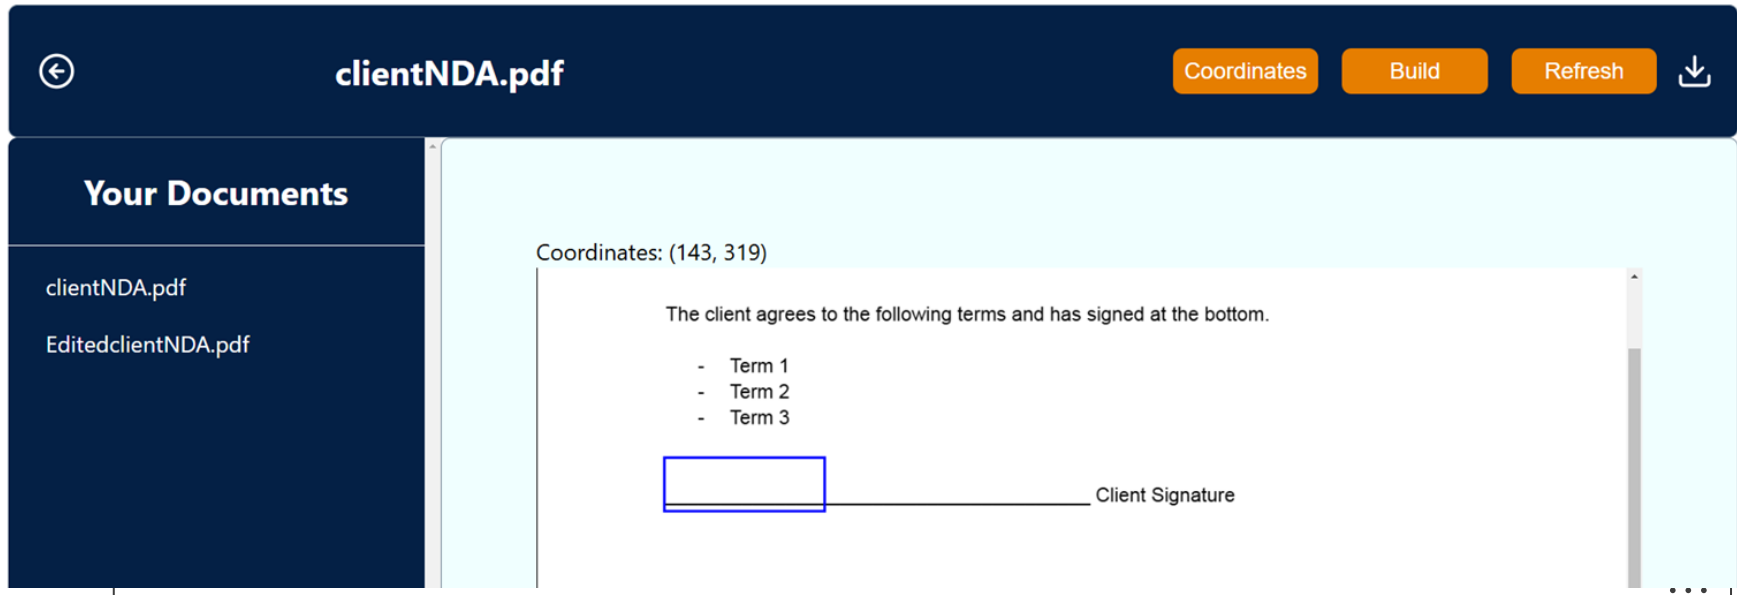 clientNDA.pdf
Coordinates
Build
Refresh
Your Documents
clientNDA.pdf
EditedclientNDA.pdf
Coordinates: (143, 319)
The client agrees to the following terms and has signed at the bottom.
- Term 1
- Term 2
- Term 3
Client Signature